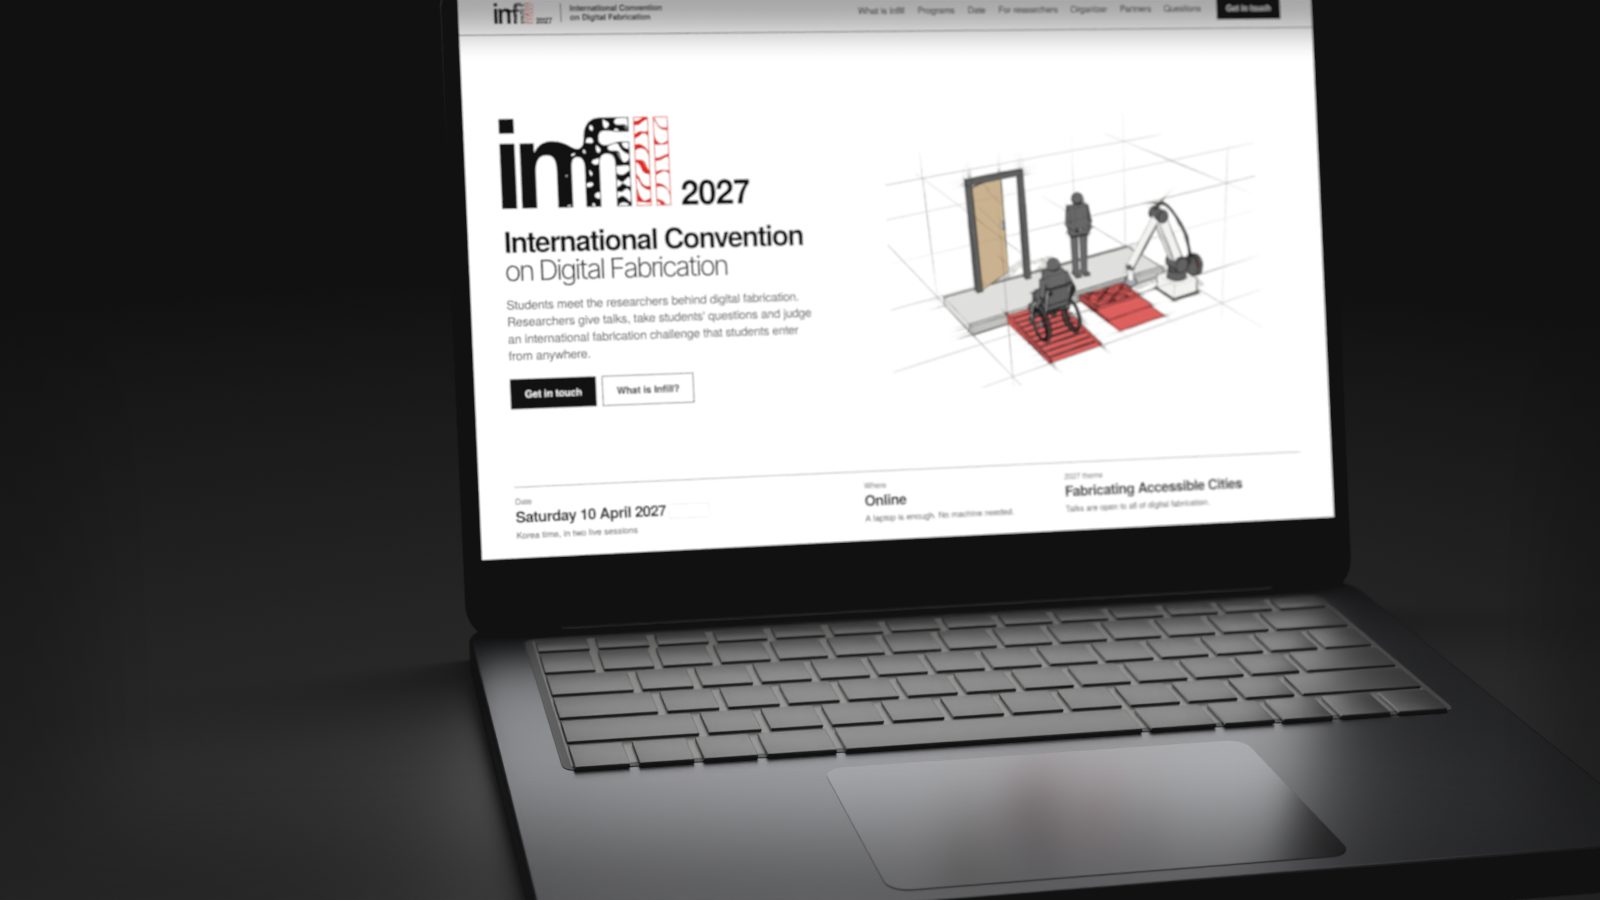 infill 2027 International Convention
on Digital Fabrication
What is Infill Programs Date For researchers Organizer Partners Questions Get in touch
infill 2027
International Convention
on Digital Fabrication
Students meet the researchers behind digital fabrication.
Researchers give talks, take students' questions and judge
an international fabrication challenge that students enter
from anywhere.
Get in touch What is Infill?
Date
Saturday 10 April 2027
Korea time, in two live sessions
Where
Online
A laptop is enough. No machine needed.
2027 theme
Fabricating Accessible Cities
Talks are open to all of digital fabrication.